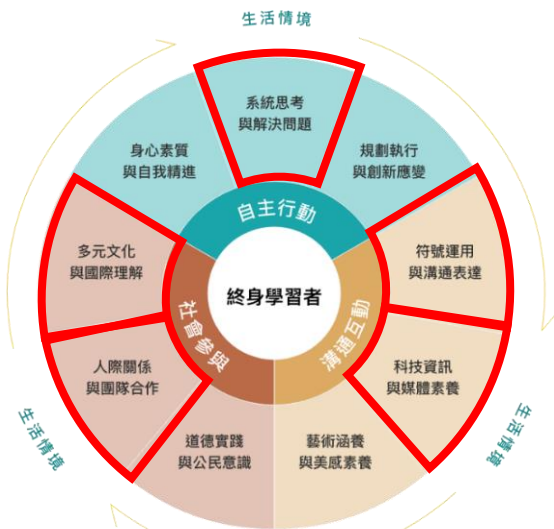 生活情境
系統思考
與解決問題
身心素質
與自我精進
規劃執行
與創新應變
自主行動
多元文化
與國際理解
符號運用
與溝通表達
終身學習者
社會參與
溝通互動
人際關係
與團隊合作
科技資訊
與媒體素養
道德實踐
與公民意識
藝術涵養
與美感素養
生活情境
生活情境